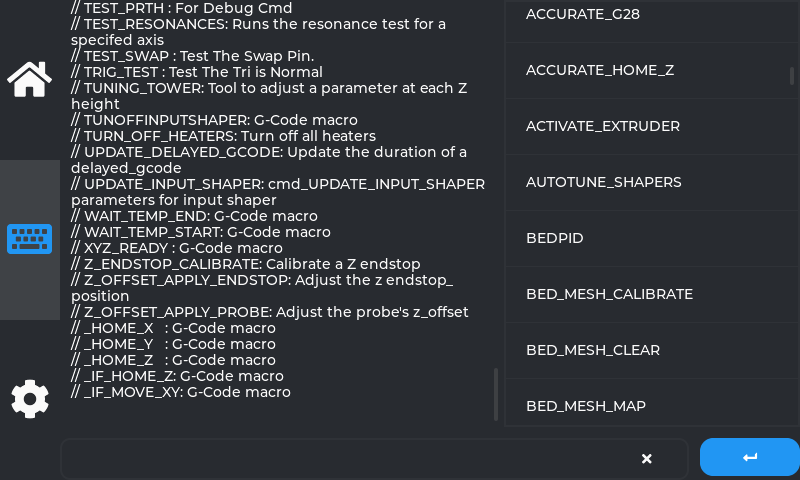 // TEST_PRTH : For Debug Cmd
// TEST_RESONANCES: Runs the resonance test for a
specifed axis
// TEST_SWAP : Test The Swap Pin.
// TRIG_TEST : Test The Tri is Normal
// TUNING_TOWER: Tool to adjust a parameter at each Z
height
// TUNOFFINPUTSHAPER: G-Code macro
// TURN_OFF_HEATERS: Turn off all heaters
// UPDATE_DELAYED_GCODE: Update the duration of a
delayed_gcode
// UPDATE_INPUT_SHAPER: cmd_UPDATE_INPUT_SHAPER
parameters for input shaper
// WAIT_TEMP_END: G-Code macro
// WAIT_TEMP_START: G-Code macro
// XYZ_READY : G-Code macro
// Z_ENDSTOP_CALIBRATE: Calibrate a Z endstop
// Z_OFFSET_APPLY_ENDSTOP: Adjust the z endstop_
position
// Z_OFFSET_APPLY_PROBE: Adjust the probe's z_offset
// _HOME_X : G-Code macro
// _HOME_Y : G-Code macro
// _HOME_Z : G-Code macro
// _IF_HOME_Z: G-Code macro
// _IF_MOVE_XY: G-Code macro
ACCURATE_G28
ACCURATE_HOME_Z
ACTIVATE_EXTRUDER
AUTOTUNE_SHAPERS
BEDPID
BED_MESH_CALIBRATE
BED_MESH_CLEAR
BED_MESH_MAP